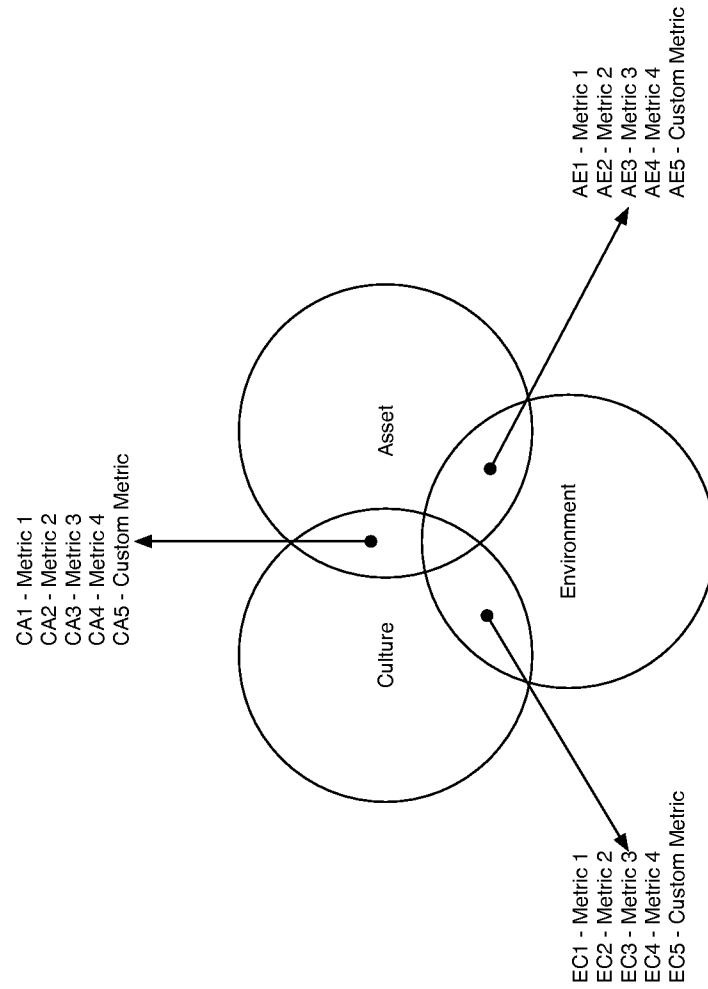 CA1 - Metric 1
CA2 - Metric 2
CA3 - Metric 3
CA4 - Metric 4
CA5 - Custom Metric
Culture
Asset
Environment
EC1 - Metric 1
EC2 - Metric 2
EC3 - Metric 3
EC4 - Metric 4
EC5 - Custom Metric
AE1 - Metric 1
AE2 - Metric 2
AE3 - Metric 3
AE4 - Metric 4
AE5 - Custom Metric